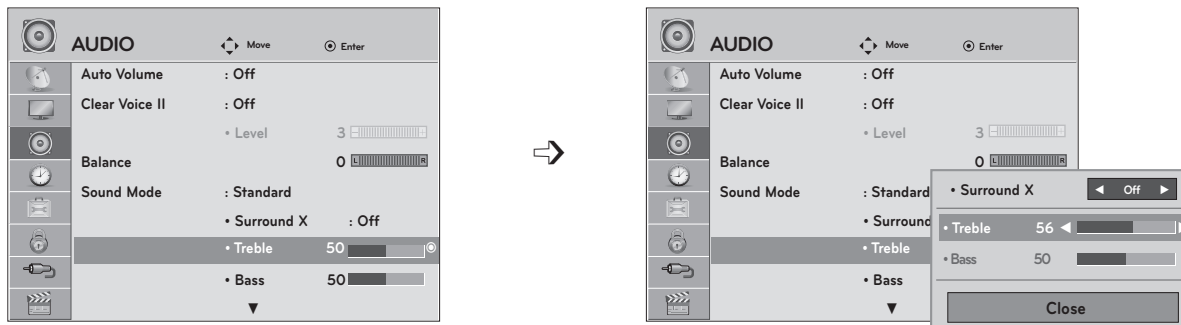 AUDIO Move Enter
Auto Volume : Off
Clear Voice II : Off
• Level 3 - +
Balance 0 L R
Sound Mode : Standard
• Surround X : Off
• Treble 50
• Bass 50
▼
AUDIO Move Enter
Auto Volume : Off
Clear Voice II : Off
• Level 3 - +
Balance 0 L R
Sound Mode : Standard
• Surround
• Treble
• Bass
▼
• Surround X ◀ Off ▶
• Treble 56 ◀ ▶
• Bass 50
Close